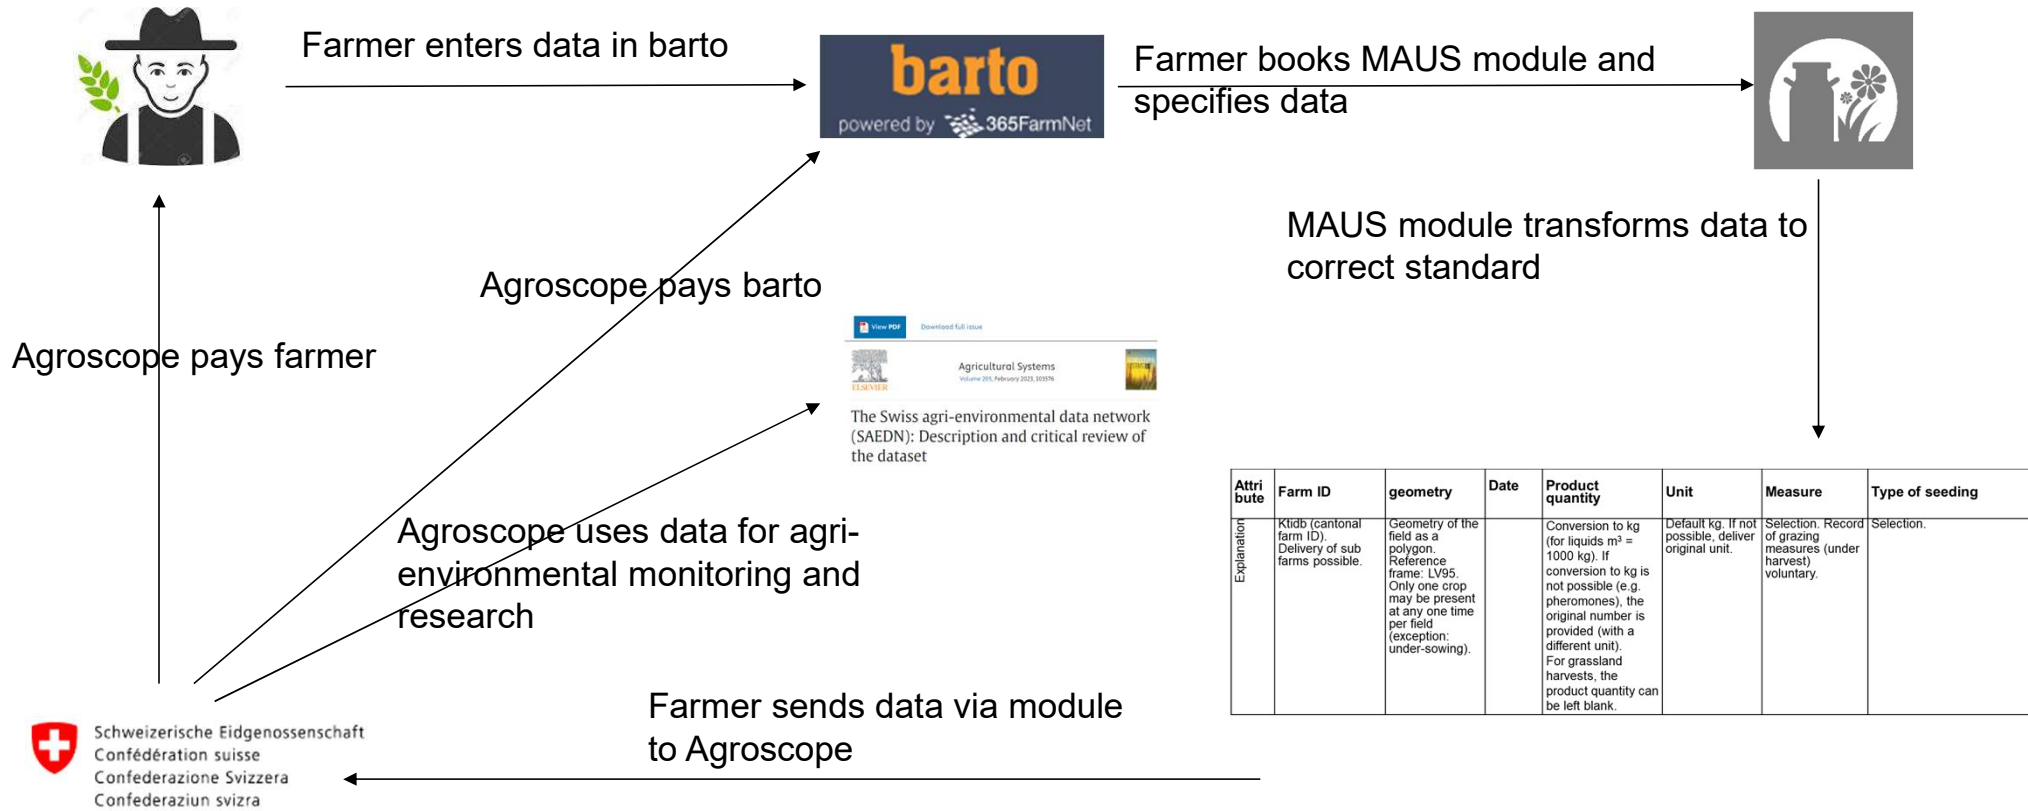 Farmer enters data in barto
barto
powered by 365FarmNet
Farmer books MAUS module and
specifies data
MAUS module transforms data to
correct standard
Agroscope pays barto
Agroscope pays farmer
View PDF
Download full issue
ELSEVIER
Agricultural Systems
Volume 205, February 2023, 103576
The Swiss agri-environmental data network
(SAEDN): Description and critical review of
the dataset
Agroscope uses data for agri-
environmental monitoring and
research
Attri
bute
Farm ID
geometry
Date
Product
quantity
Unit
Measure
Type of seeding
Explanation
Ktidb (cantonal
farm ID).
Delivery of sub
farms possible.
Geometry of the
field as a
polygon.
Reference
frame: LV95.
Only one crop
may be present
at any one time
per field
(exception:
under-sowing).
Conversion to kg
(for liquids m³ =
1000 kg). If
conversion to kg is
not possible (e.g.
pheromones), the
original number is
provided (with a
different unit).
For grassland
harvests, the
product quantity can
be left blank.
Default kg. If not
possible, deliver
original unit.
Selection. Record
of grazing
measures (under
harvest)
voluntary.
Selection.
Farmer sends data via module
to Agroscope
Schweizerische Eidgenossenschaft
Confédération suisse
Confederazione Svizzera
Confederaziun svizra